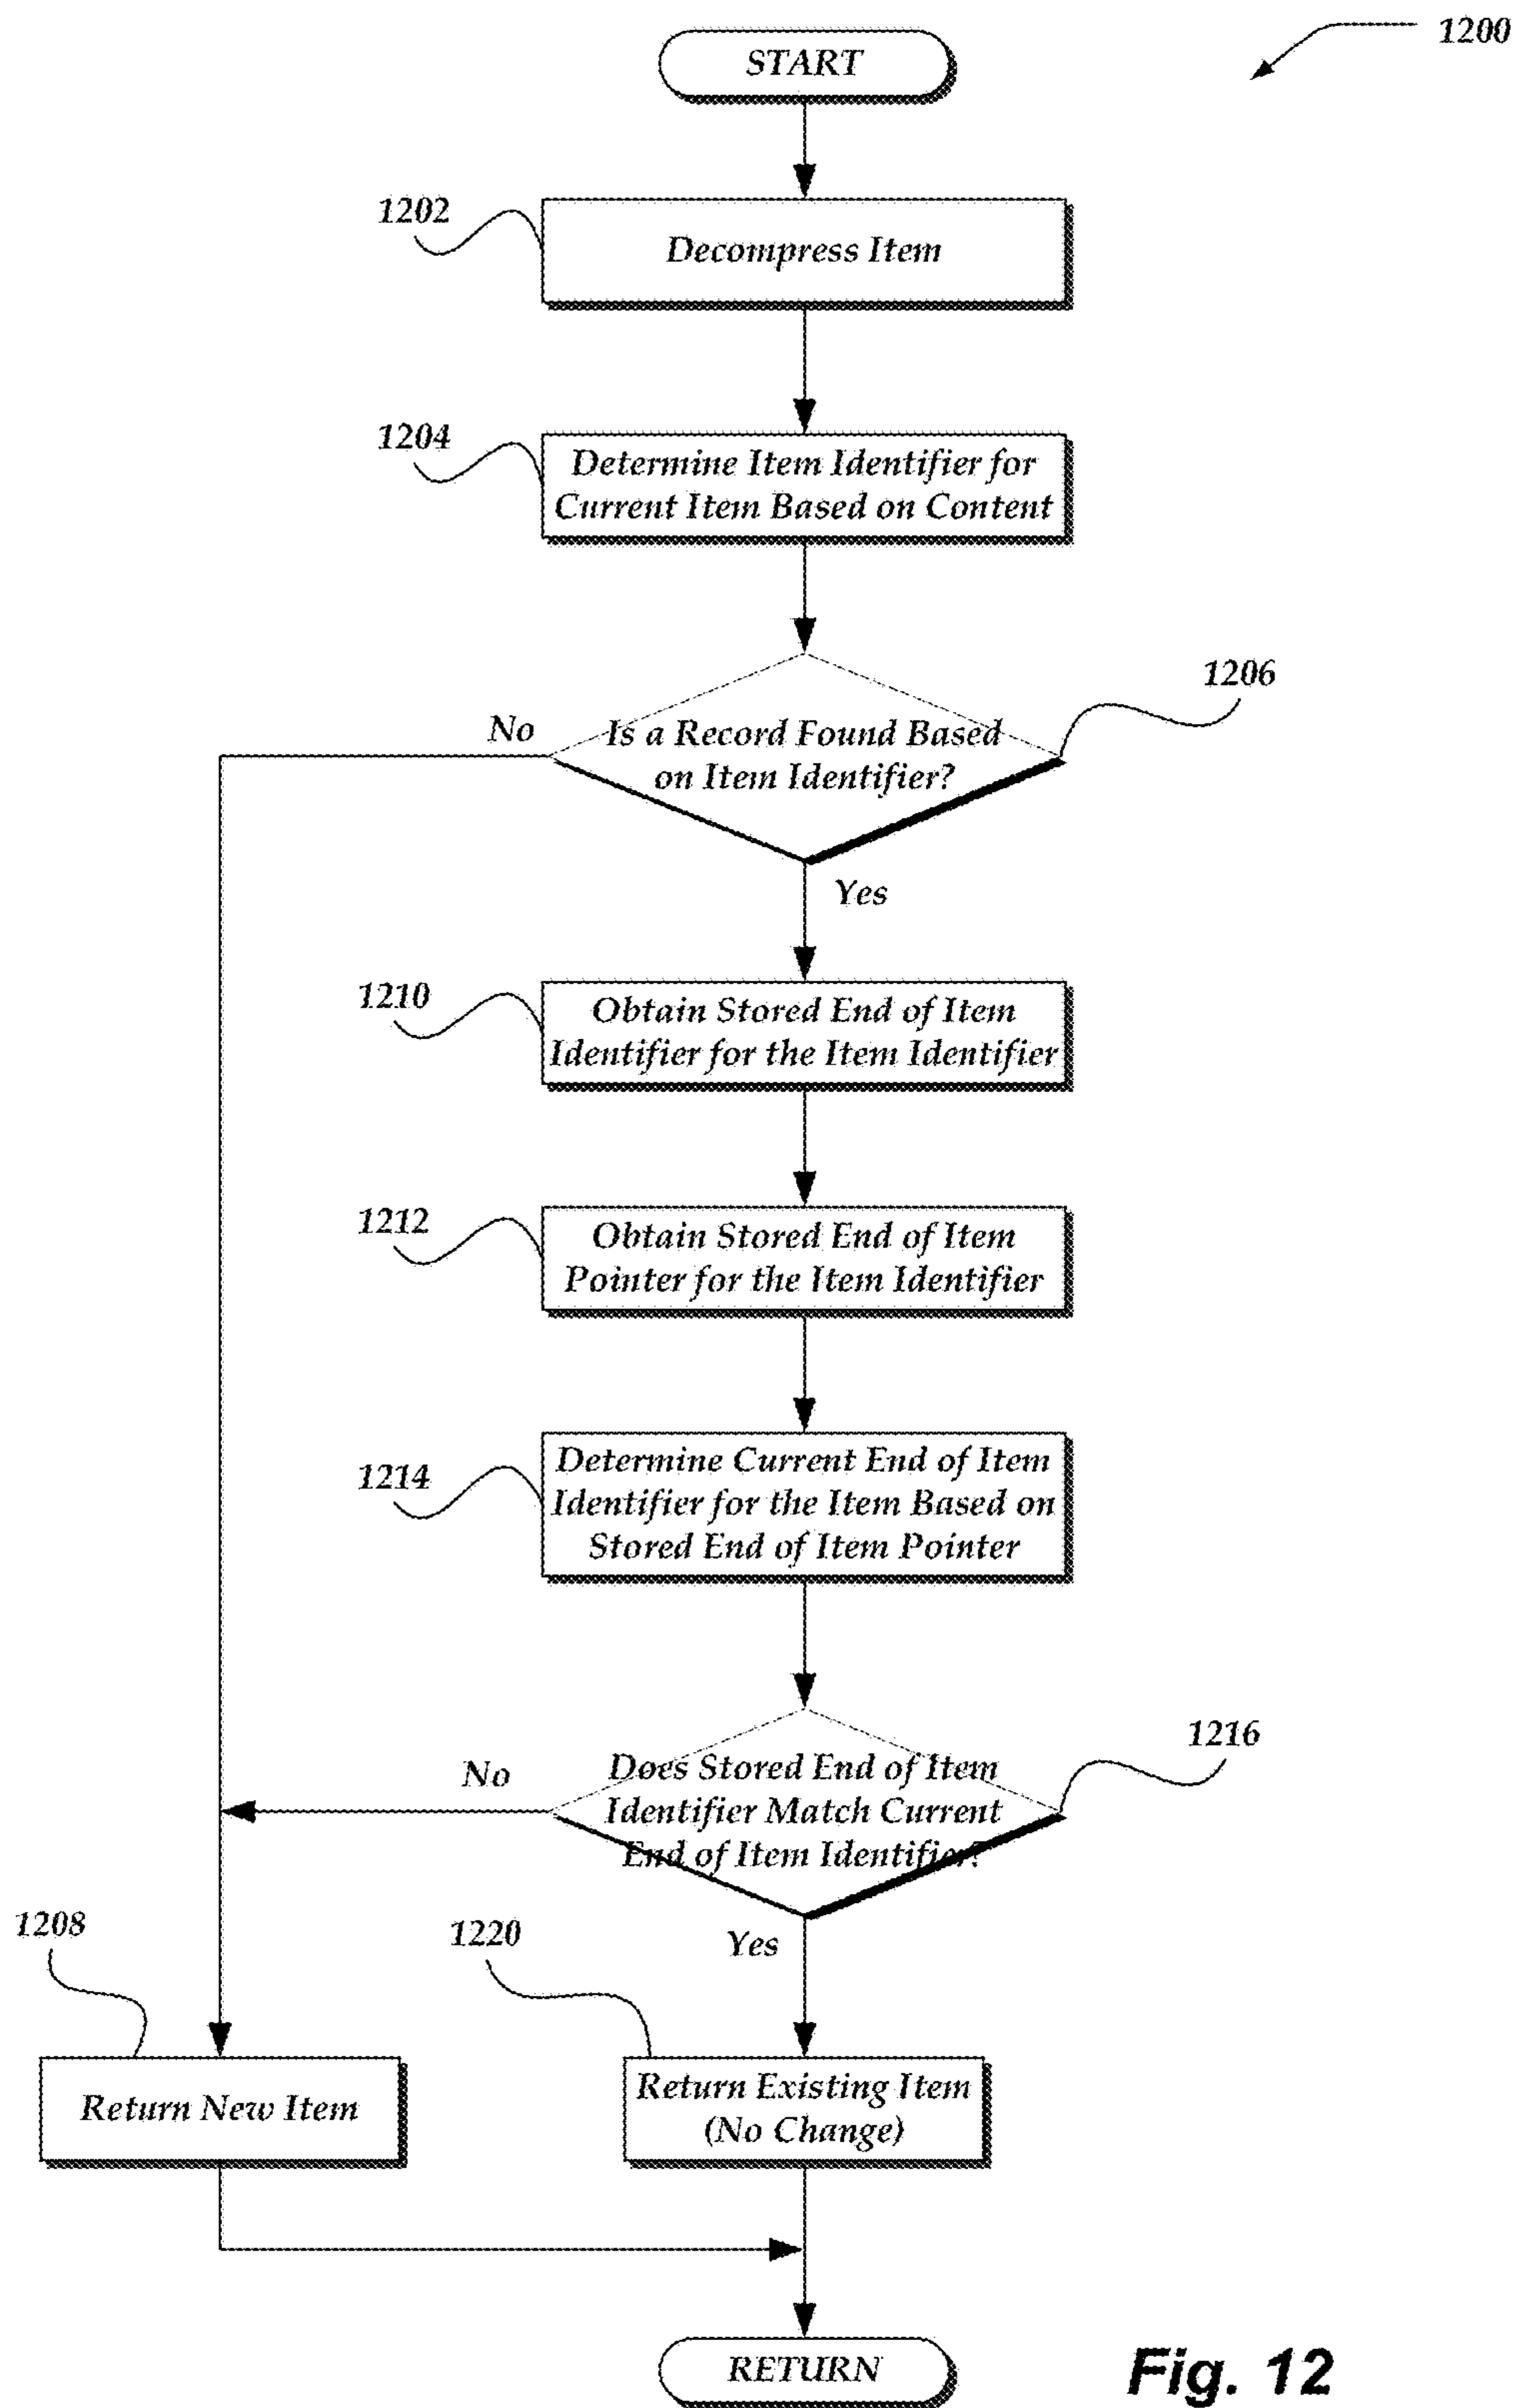 1200
START
1202
Decompress Item
1204
Determine Item Identifier for
Current Item Based on Content
1206
No
Is a Record Found Based
on Item Identifier?
Yes
1210
Obtain Stored End of Item
Identifier for the Item Identifier
1212
Obtain Stored End of Item
Pointer for the Item Identifier
1214
Determine Current End of Item
Identifier for the Item Based on
Stored End of Item Pointer
1216
No
Does Stored End of Item
Identifier Match Current
End of Item Identifier?
1208
1220
Yes
Return New Item
Return Existing Item
(No Change)
RETURN
Fig. 12